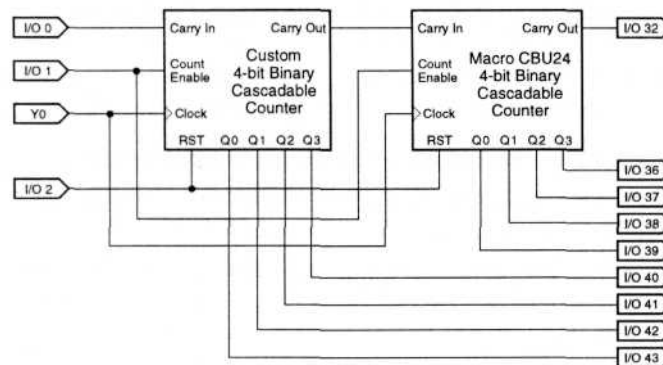 I/O 0
I/O 1
Y0
I/O 2
Carry In
Carry Out
Custom
4-bit Binary
Cascadable
Counter
Count
Enable
Clock
RST Q0 Q1 Q2 Q3
Carry In
Carry Out
Macro CBU24
4-bit Binary
Cascadable
Counter
Count
Enable
Clock
RST Q0 Q1 Q2 Q3
I/O 32
I/O 36
I/O 37
I/O 38
I/O 39
I/O 40
I/O 41
I/O 42
I/O 43